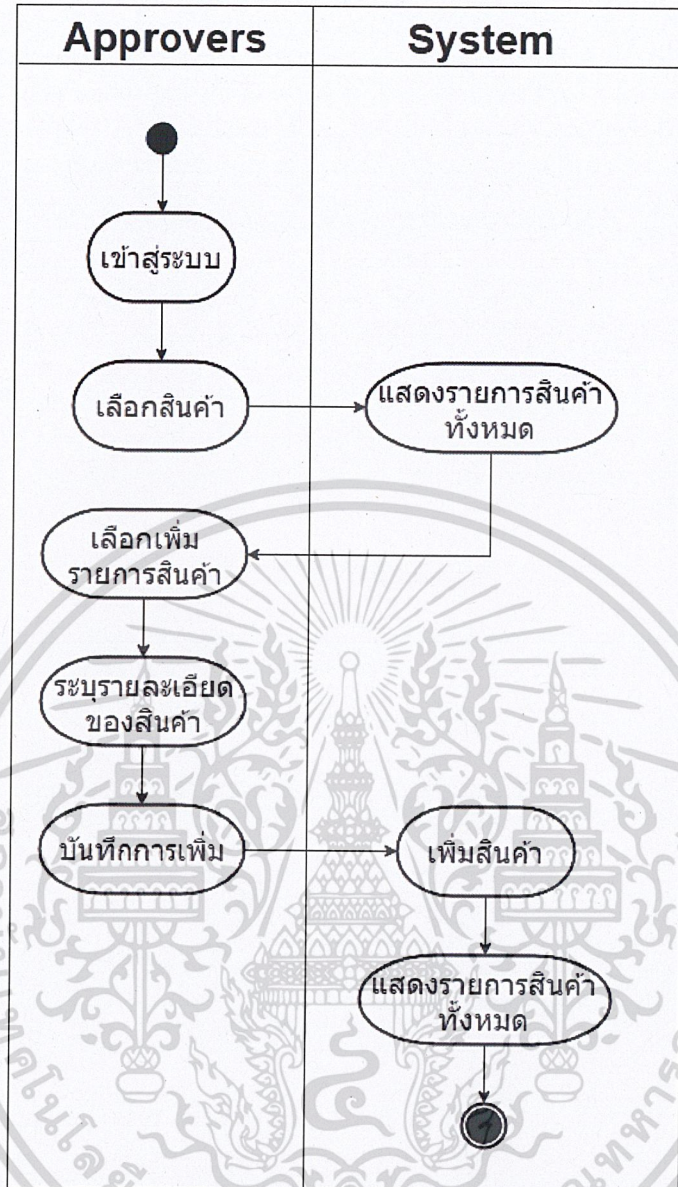 Approvers
System
เข้าสู่ระบบ
เลือกสินค้า
แสดงรายการสินค้า
ทั้งหมด
เลือกเพิ่ม
รายการสินค้า
ระบุรายละเอียด
ของสินค้า
บันทึกการเพิ่ม
เพิ่มสินค้า
แสดงรายการสินค้า
ทั้งหมด